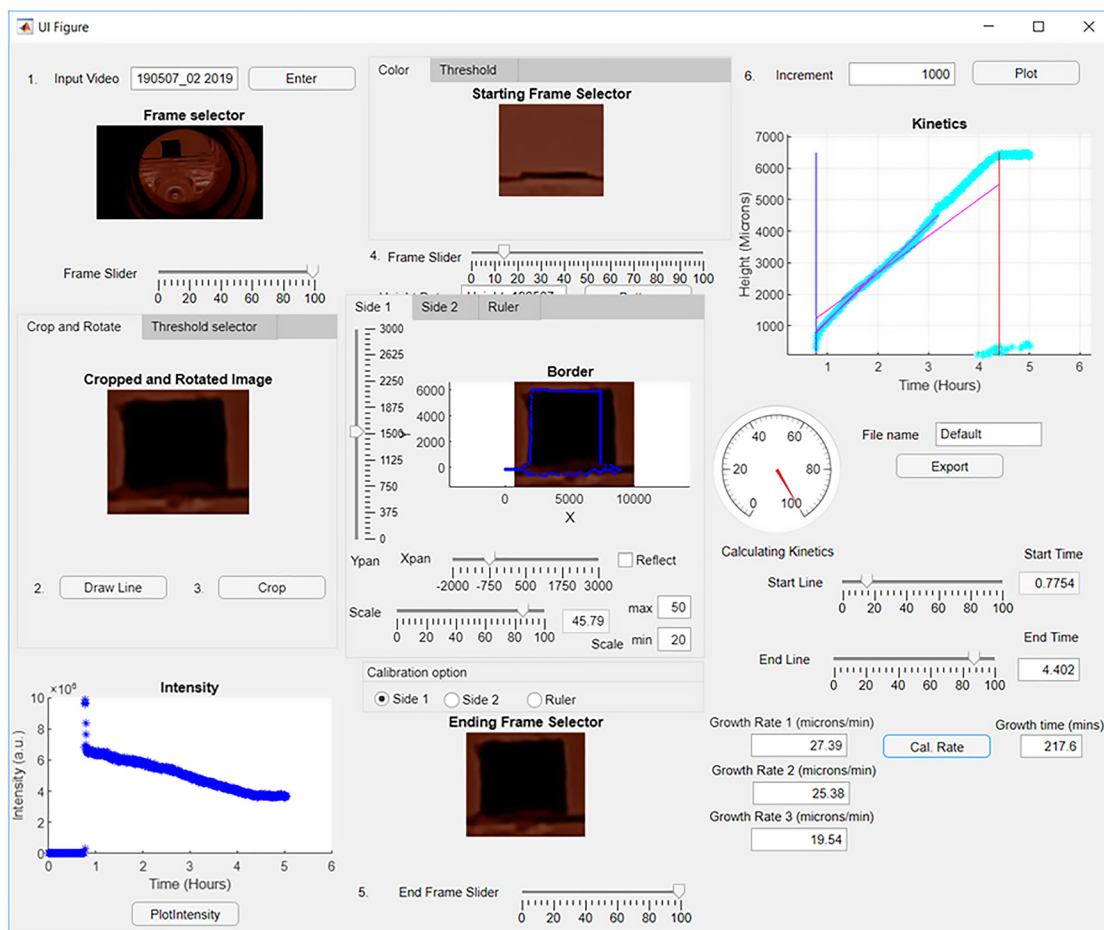 UI Figure
1. Input Video 190507_02 2019 Enter
Frame selector
Frame Slider
0 20 40 60 80 100
Crop and Rotate Threshold selector
Cropped and Rotated Image
2. Draw Line 3. Crop
Intensity
×10⁶
10
8
6
4
2
0
Intensity (a.u.)
0 1 2 3 4 5 6
Time (Hours)
PlotIntensity
Color Threshold
Starting Frame Selector
4. Frame Slider
0 10 20 30 40 50 60 70 80 90 100
Side 1 Side 2 Ruler
3000
2625
2250
1875
1500
1125
750
375
0
Ypan
Border
Y
6000
4000
2000
0
0 5000 10000
X
Xpan
-2000 -750 500 1750 3000
Reflect
Scale
0 20 40 60 80 100
45.79
Scale
max 50
min 20
Calibration option
Side 1 Side 2 Ruler
Ending Frame Selector
5. End Frame Slider
0 20 40 60 80 100
6. Increment 1000 Plot
Kinetics
7000
6000
5000
4000
3000
2000
1000
Height (Microns)
1 2 3 4 5 6
Time (Hours)
0 20 40 60 80 100
File name Default
Export
Calculating Kinetics
Start Time
Start Line
0 20 40 60 80 100
0.7754
End Time
End Line
0 20 40 60 80 100
4.402
Growth Rate 1 (microns/min)
27.39
Cal. Rate
Growth time (mins)
217.6
Growth Rate 2 (microns/min)
25.38
Growth Rate 3 (microns/min)
19.54